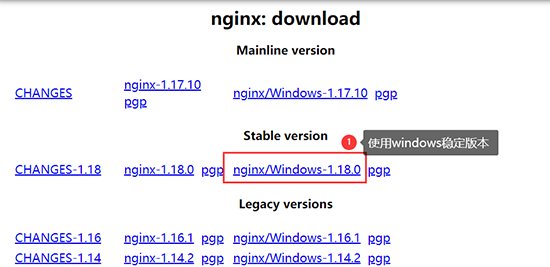 nginx: download
Mainline version
CHANGES nginx-1.17.10 nginx/Windows-1.17.10 pgp
pgp
Stable version
1 使用windows稳定版本
CHANGES-1.18 nginx-1.18.0 pgp nginx/Windows-1.18.0 pgp
Legacy versions
CHANGES-1.16 nginx-1.16.1 pgp nginx/Windows-1.16.1 pgp
CHANGES-1.14 nginx-1.14.2 pgp nginx/Windows-1.14.2 pgp